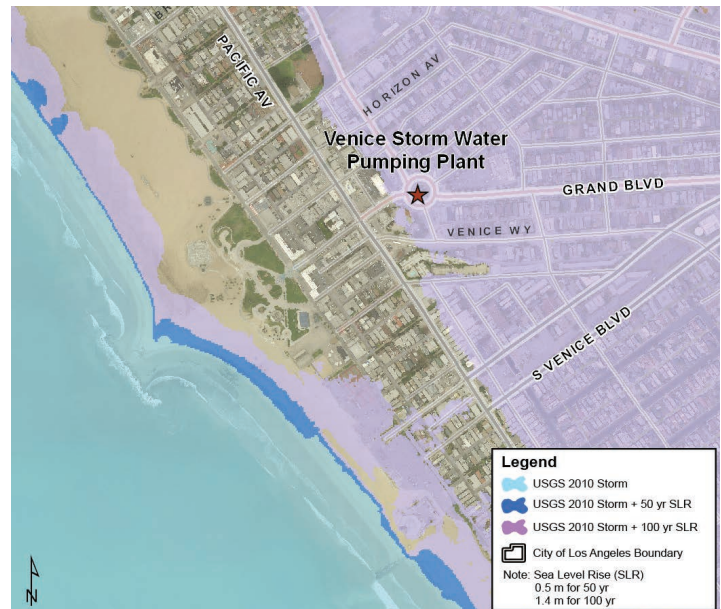 BR
PACIFIC AV
HORIZON AV
Venice Storm Water
Pumping Plant
GRAND BLVD
VENICE WY
S VENICE BLVD
Legend
USGS 2010 Storm
USGS 2010 Storm + 50 yr SLR
USGS 2010 Storm + 100 yr SLR
City of Los Angeles Boundary
Note: Sea Level Rise (SLR)
0.5 m for 50 yr
1.4 m for 100 yr
N